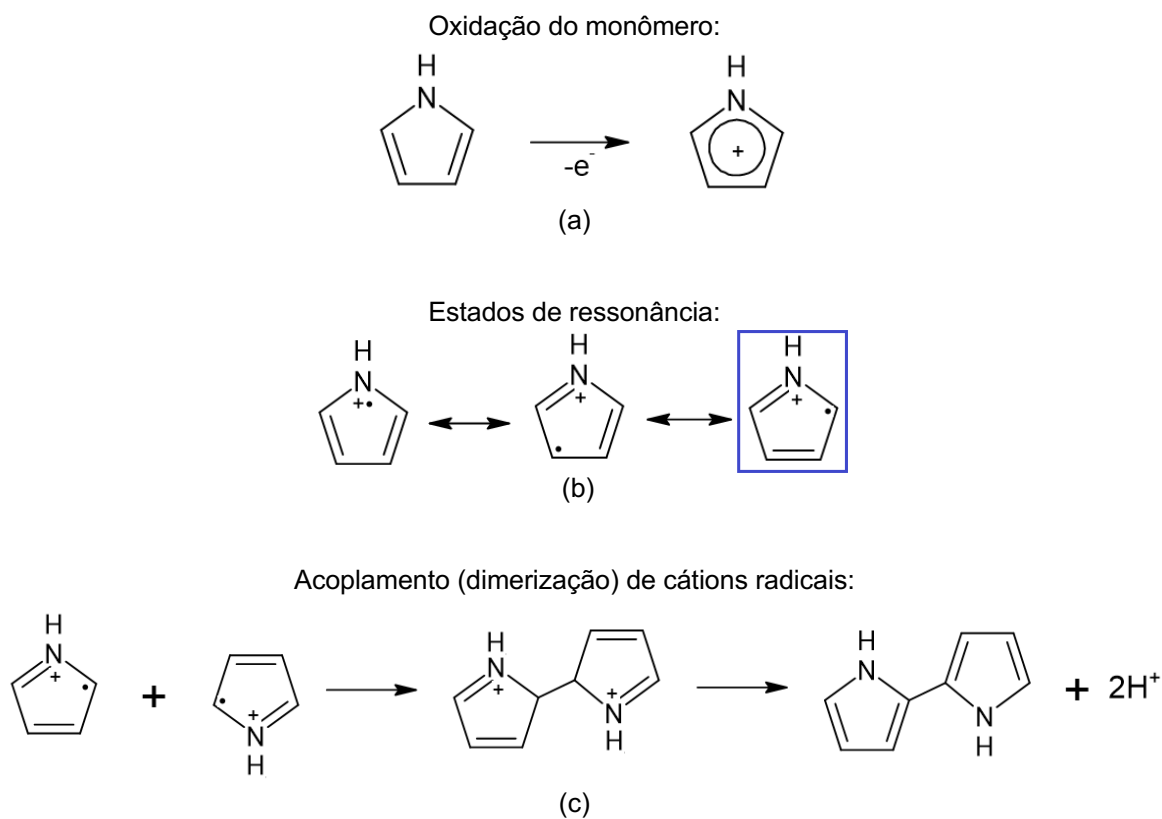 Oxidação do monômero:
H
N
H
N
+
-e⁻
(a)
Estados de ressonância:
H
N
+•
H
N
+
•
H
N
+
•
(b)
Acoplamento (dimerização) de cátions radicais:
H
N
+
•
+
•
+
N
H
H
N
+
+
N
H
H
N
N
H
+ 2H⁺
(c)